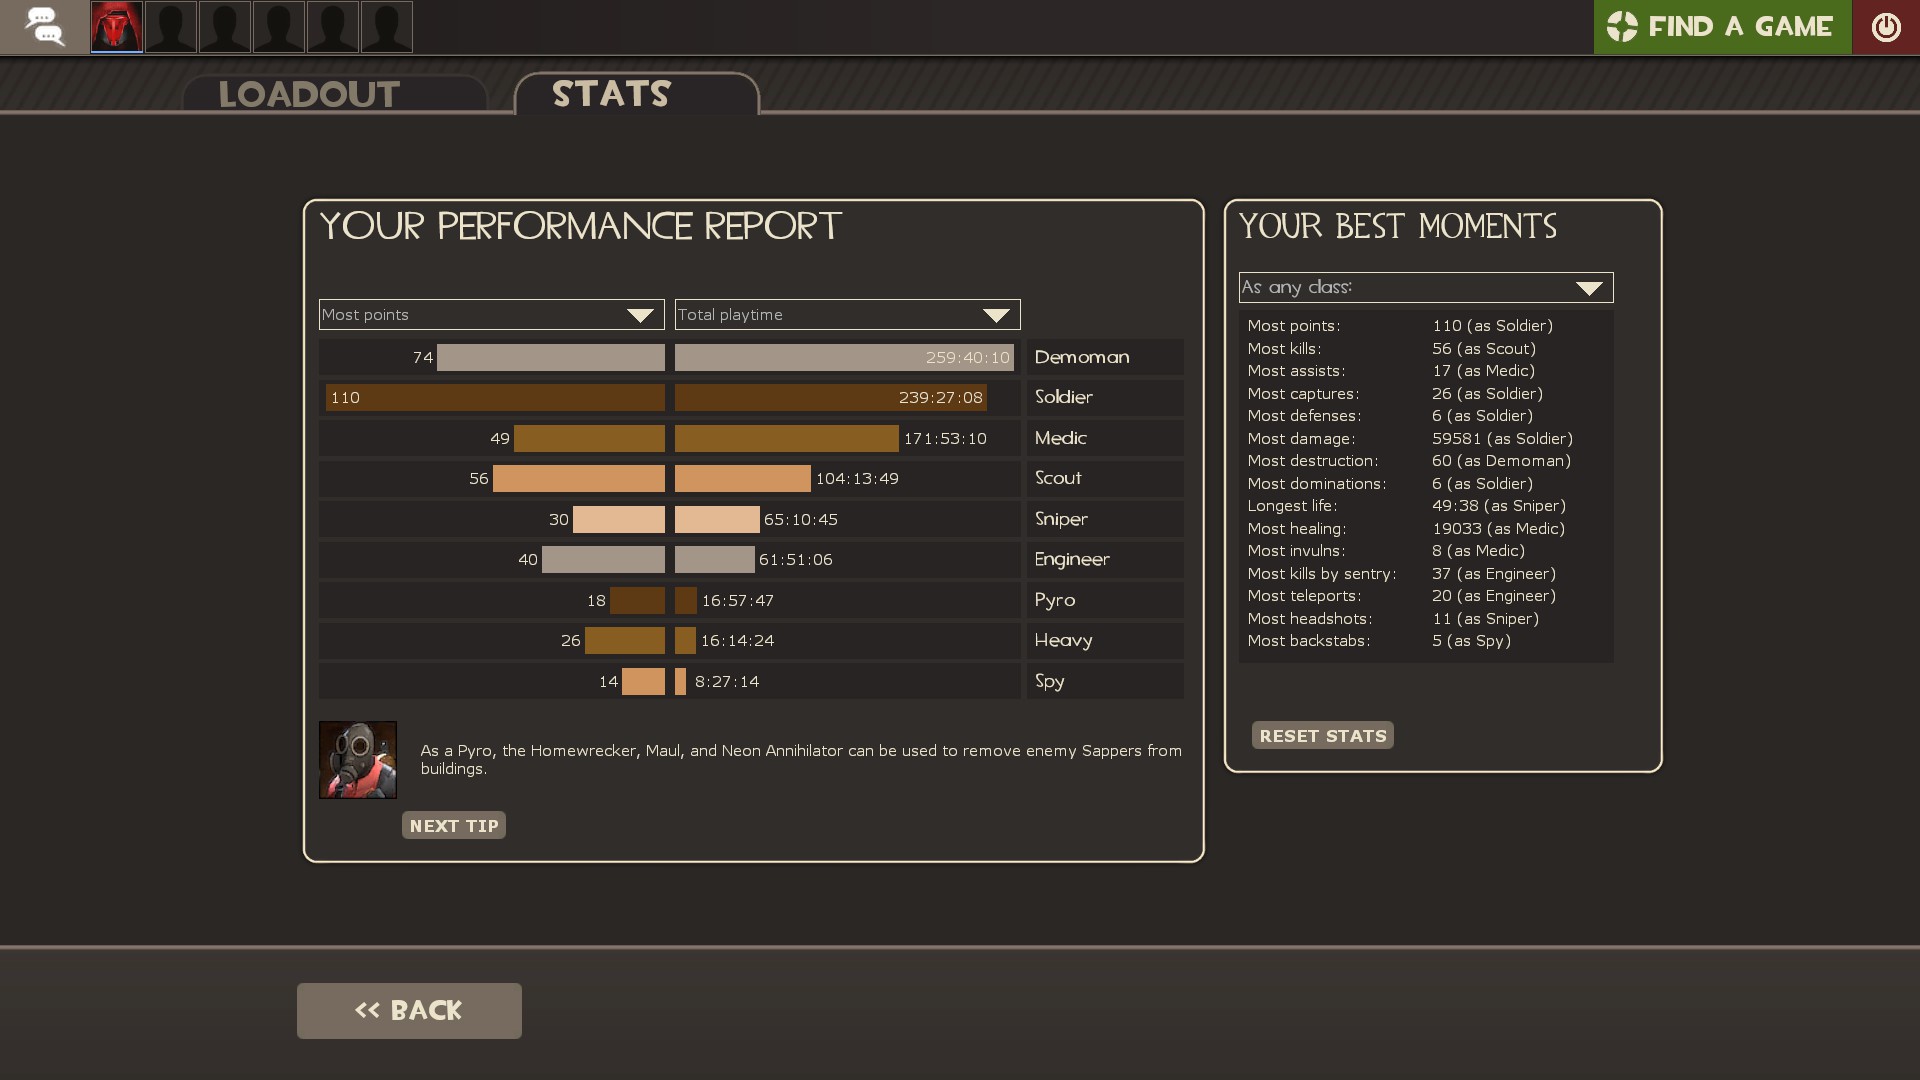 FIND A GAME
LOADOUT
STATS
YOUR PERFORMANCE REPORT
Most points
Total playtime
74
259:40:10
Demoman
110
239:27:08
Soldier
49
171:53:10
Medic
56
104:13:49
Scout
30
65:10:45
Sniper
40
61:51:06
Engineer
18
16:57:47
Pyro
26
16:14:24
Heavy
14
8:27:14
Spy
As a Pyro, the Homewrecker, Maul, and Neon Annihilator can be used to remove enemy Sappers from
buildings.
NEXT TIP
YOUR BEST MOMENTS
As any class:
Most points: 110 (as Soldier)
Most kills: 56 (as Scout)
Most assists: 17 (as Medic)
Most captures: 26 (as Soldier)
Most defenses: 6 (as Soldier)
Most damage: 59581 (as Soldier)
Most destruction: 60 (as Demoman)
Most dominations: 6 (as Soldier)
Longest life: 49:38 (as Sniper)
Most healing: 19033 (as Medic)
Most invulns: 8 (as Medic)
Most kills by sentry: 37 (as Engineer)
Most teleports: 20 (as Engineer)
Most headshots: 11 (as Sniper)
Most backstabs: 5 (as Spy)
RESET STATS
<< BACK